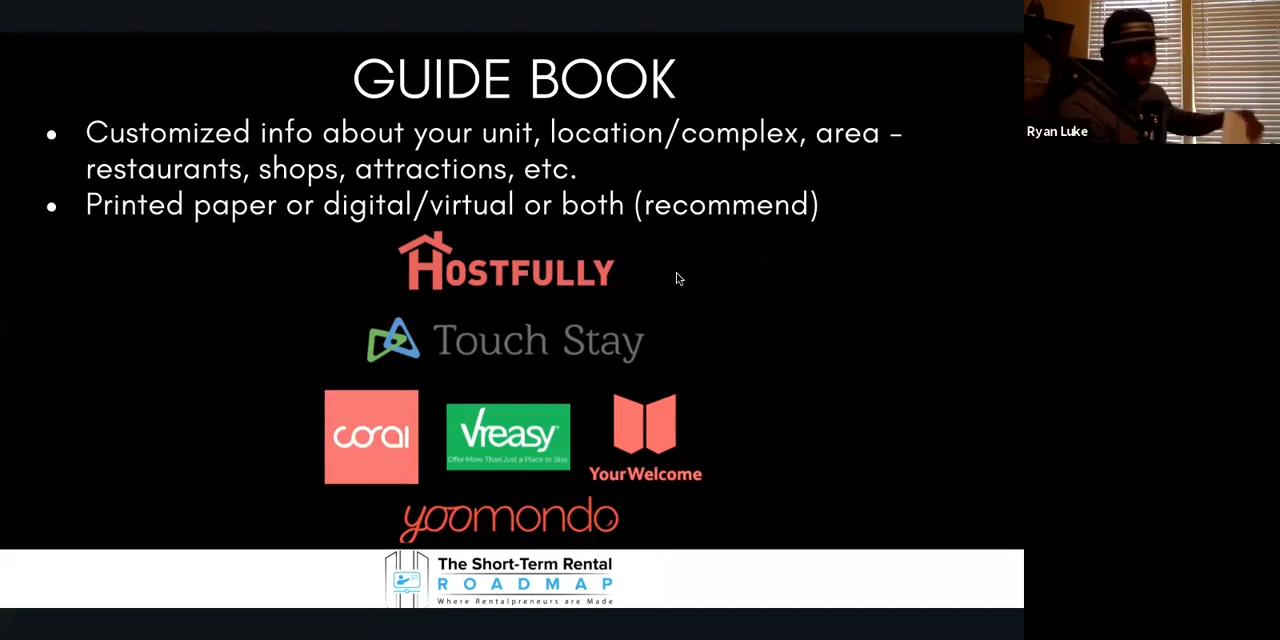 GUIDE BOOK
• Customized info about your unit, location/complex, area –
restaurants, shops, attractions, etc.
• Printed paper or digital/virtual or both (recommend)
HOSTFULLY
Touch Stay
coral
Vreasy
Offer More Than Just a Place to Stay
YourWelcome
yoomondo
The Short-Term Rental
ROADMAP
Where Rentalpreneurs are Made
Ryan Luke